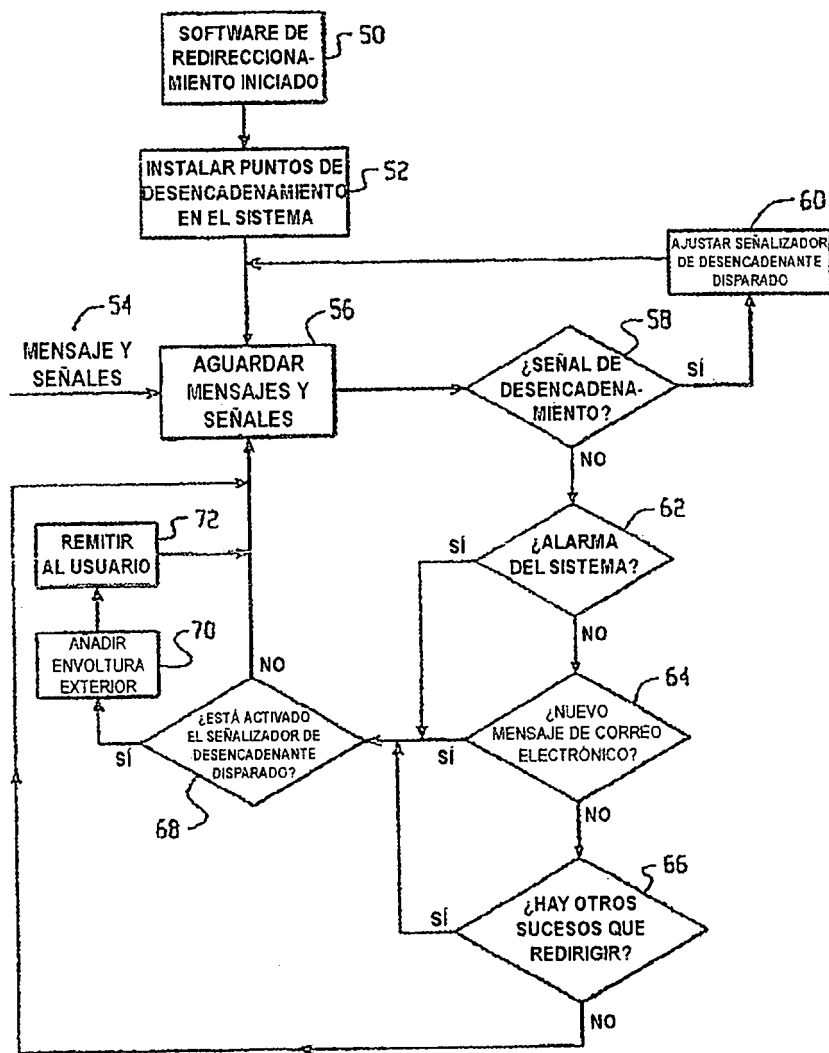 SOFTWARE DE
REDIRECCIONA-
MIENTO INICIADO
50
INSTALAR PUNTOS DE
DESENCADENAMIENTO
EN EL SISTEMA
52
60
AJUSTAR SEÑALIZADOR
DE DESENCADENANTE
DISPARADO
54
MENSAJE Y
SEÑALES
56
AGUARDAR
MENSAJES Y
SEÑALES
58
¿SEÑAL DE
DESENCADENA-
MIENTO?
SÍ
NO
62
¿ALARMA
DEL SISTEMA?
SÍ
NO
72
REMITIR
AL USUARIO
70
AÑADIR
ENVOLTURA
EXTERIOR
NO
¿ESTÁ ACTIVADO
EL SEÑALIZADOR DE
DESENCADENANTE
DISPARADO?
SÍ
68
64
¿NUEVO
MENSAJE DE CORREO
ELECTRÓNICO?
SÍ
NO
66
¿HAY OTROS
SUCESOS QUE
REDIRIGIR?
SÍ
NO